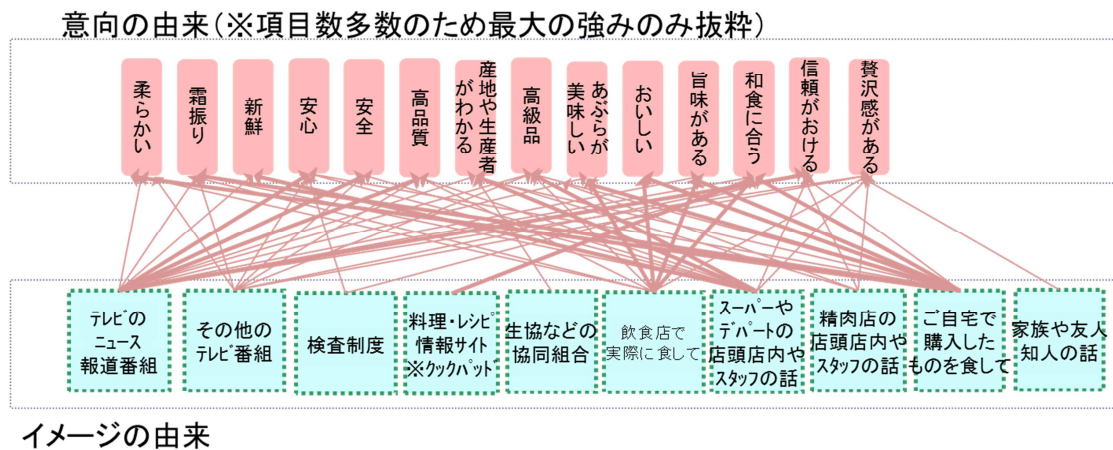 意向の由来(※項目数多数のため最大の強みのみ抜粋)
柔らかい
霜振り
新鮮
安心
安全
高品質
産地や生産者
がわかる
高級品
あぶらが
美味しい
おいしい
旨味がある
和食に合う
信頼がおける
贅沢感がある
テレビの
ニュース
報道番組
その他の
テレビ番組
検査制度
料理・レシピ
情報サイト
※クックパット
生協などの
協同組合
飲食店で
実際に食して
スーパーや
デパートの
店頭店内や
スタッフの話
精肉店の
店頭店内や
スタッフの話
ご自宅で
購入した
ものを食して
家族や友人
知人の話
イメージの由来